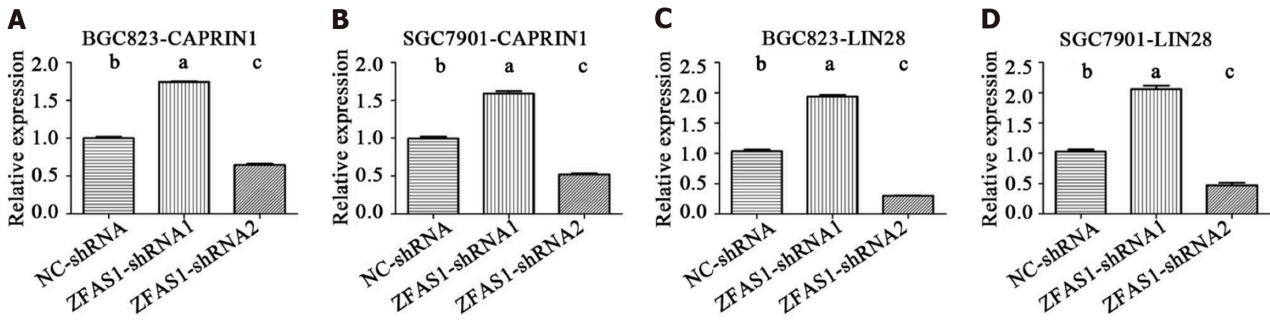 A
BGC823-CAPRIN1
b a c
Relative expression
2.0
1.5
1.0
0.5
0.0
NC-shRNA
ZFAS1-shRNA1
ZFAS1-shRNA2
B
SGC7901-CAPRIN1
b a c
Relative expression
2.0
1.5
1.0
0.5
0.0
NC-shRNA
ZFAS1-shRNA1
ZFAS1-shRNA2
C
BGC823-LIN28
b a c
Relative expression
2.5
2.0
1.5
1.0
0.5
0.0
NC-shRNA
ZFAS1-shRNA1
ZFAS1-shRNA2
D
SGC7901-LIN28
b a c
Relative expression
2.5
2.0
1.5
1.0
0.5
0.0
NC-shRNA
ZFAS1-shRNA1
ZFAS1-shRNA2